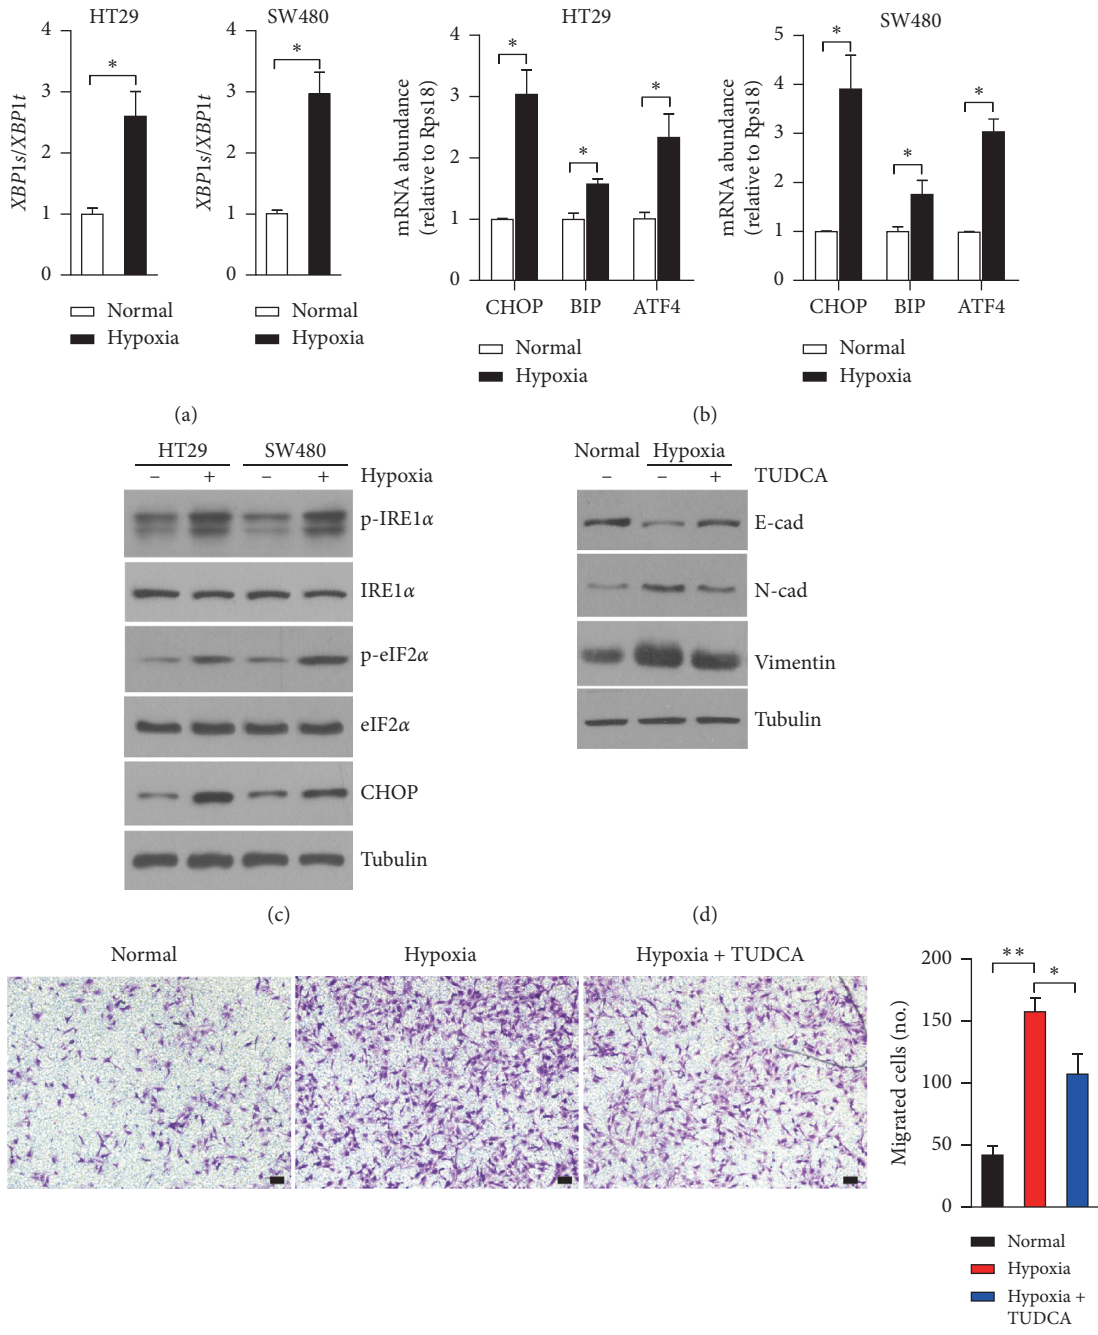 HT29
SW480
HT29
SW480
XBP1s/XBP1t
4
3
2
1
0
*
Normal
Hypoxia
XBP1s/XBP1t
4
3
2
1
0
*
Normal
Hypoxia
mRNA abundance
(relative to Rps18)
4
3
2
1
0
*
*
*
CHOP BIP ATF4
Normal
Hypoxia
mRNA abundance
(relative to Rps18)
5
4
3
2
1
0
*
*
*
CHOP BIP ATF4
Normal
Hypoxia
(a)
(b)
HT29 SW480
– + – + Hypoxia
p-IRE1α
IRE1α
p-eIF2α
eIF2α
CHOP
Tubulin
(c)
Normal Hypoxia
– – + TUDCA
E-cad
N-cad
Vimentin
Tubulin
(d)
Normal
Hypoxia
Hypoxia + TUDCA
Migrated cells (no.)
200
150
100
50
0
**
*
Normal
Hypoxia
Hypoxia +
TUDCA